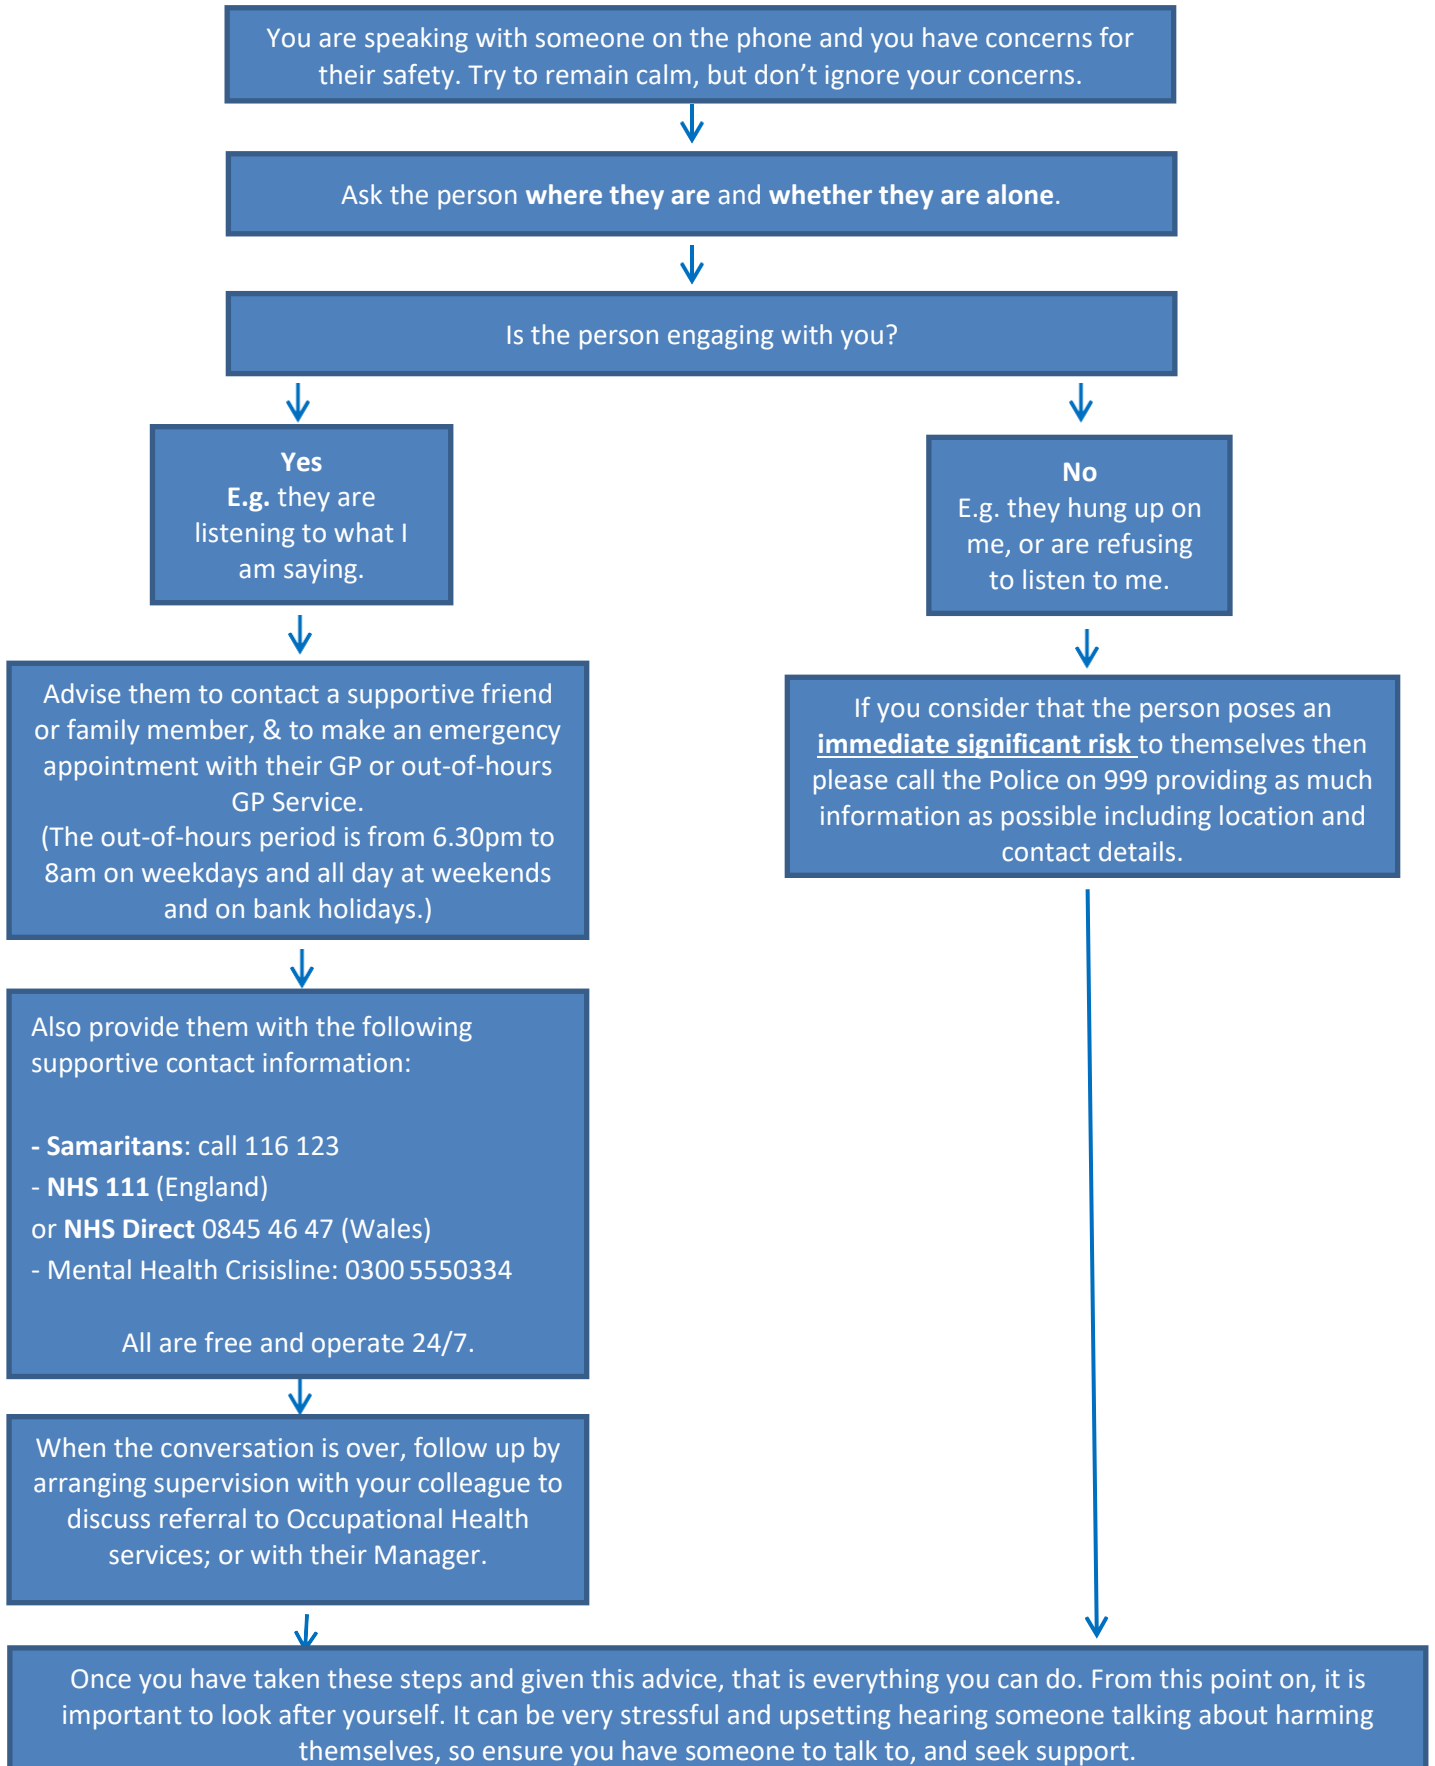 You are speaking with someone on the phone and you have concerns for
their safety. Try to remain calm, but don’t ignore your concerns.
Ask the person where they are and whether they are alone.
Is the person engaging with you?
Yes
E.g. they are
listening to what I
am saying.
No
E.g. they hung up on
me, or are refusing
to listen to me.
Advise them to contact a supportive friend
or family member, & to make an emergency
appointment with their GP or out-of-hours
GP Service.
(The out-of-hours period is from 6.30pm to
8am on weekdays and all day at weekends
and on bank holidays.)
If you consider that the person poses an
immediate significant risk to themselves then
please call the Police on 999 providing as much
information as possible including location and
contact details.
Also provide them with the following
supportive contact information:
- Samaritans: call 116 123
- NHS 111 (England)
or NHS Direct 0845 46 47 (Wales)
- Mental Health Crisisline: 0300 5550334
All are free and operate 24/7.
When the conversation is over, follow up by
arranging supervision with your colleague to
discuss referral to Occupational Health
services; or with their Manager.
Once you have taken these steps and given this advice, that is everything you can do. From this point on, it is
important to look after yourself. It can be very stressful and upsetting hearing someone talking about harming
themselves, so ensure you have someone to talk to, and seek support.